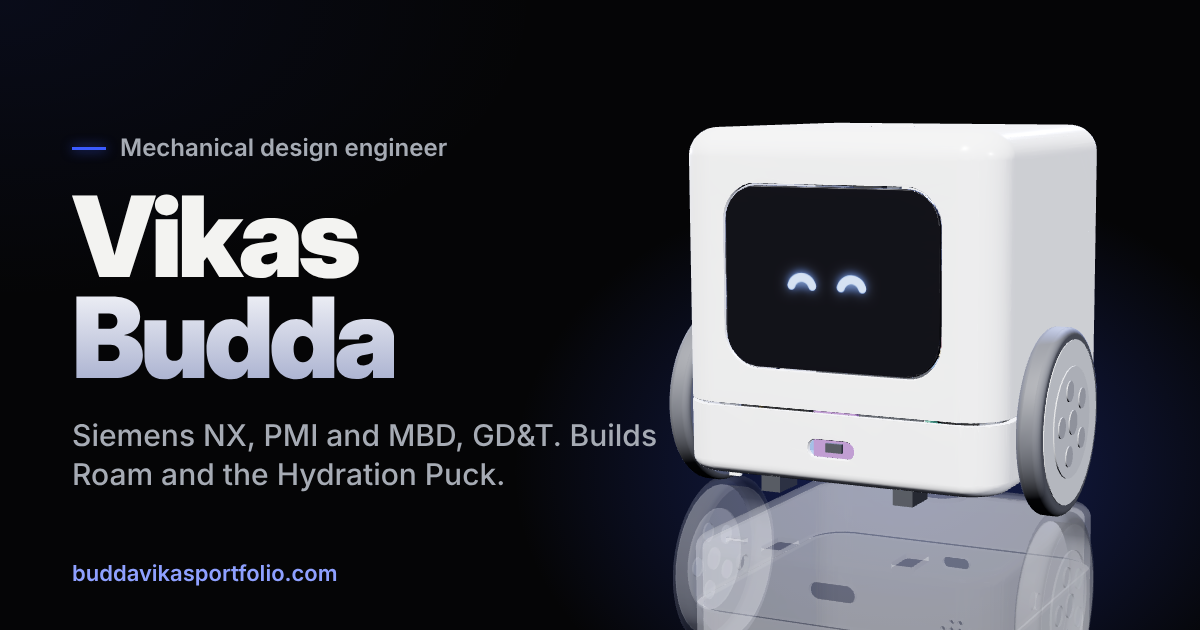 Mechanical design engineer
Vikas
Budda
Siemens NX, PMI and MBD, GD&T. Builds
Roam and the Hydration Puck.
buddavikasportfolio.com